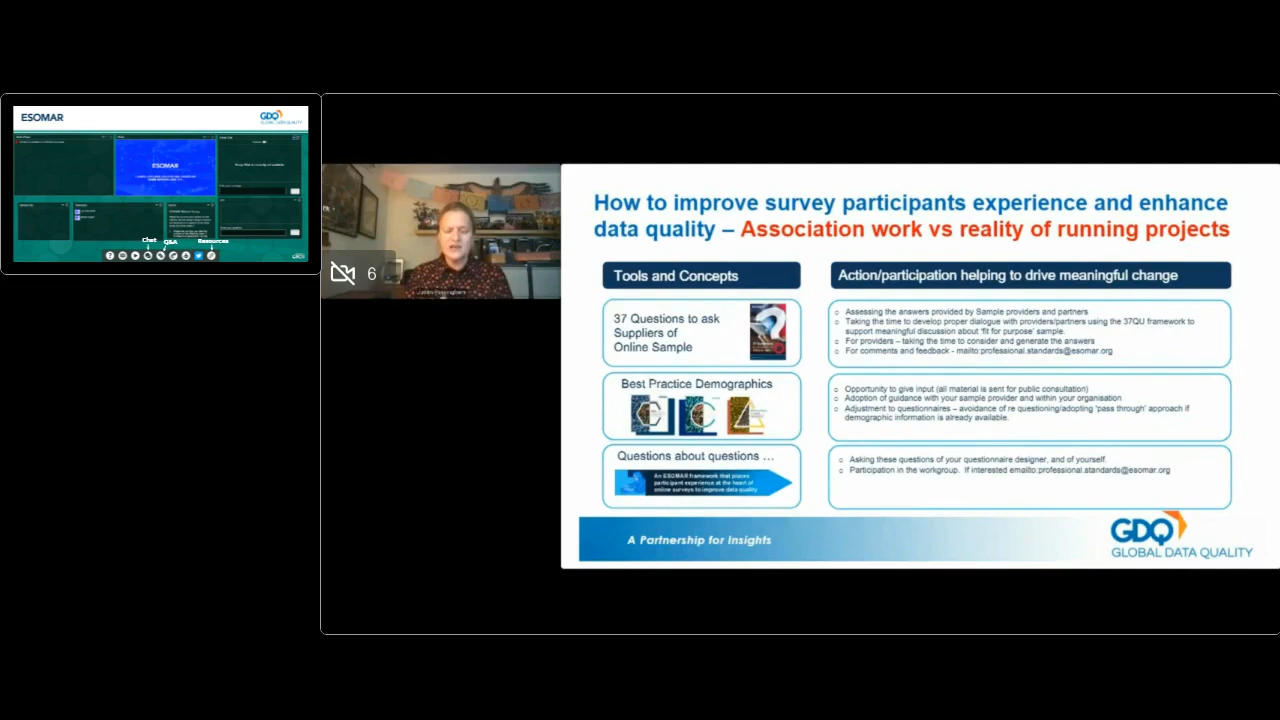 ESOMAR
GDQ
GLOBAL DATA QUALITY
ESOMAR
Chat
Q&A
Resources
6
How to improve survey participants experience and enhance
data quality – Association work vs reality of running projects
Tools and Concepts
Action/participation helping to drive meaningful change
37 Questions to ask
Suppliers of
Online Sample
o Assessing the answers provided by Sample providers and partners
o Taking the time to develop proper dialogue with providers/partners using the 37QU framework to
support meaningful discussion about 'fit for purpose' sample.
o For providers – taking the time to consider and generate the answers
o For comments and feedback - mailto:professional.standards@esomar.org
Best Practice Demographics
o Opportunity to give input (all material is sent for public consultation)
o Adoption of guidance with your sample provider and within your organisation
o Adjustment to questionnaires – avoidance of re questioning/adopting 'pass through' approach if
demographic information is already available.
Questions about questions …
An ESOMAR framework that places
participant experience at the heart of
online surveys to improve data quality
o Asking these questions of your questionnaire designer, and of yourself.
o Participation in the workgroup. If interested emailto:professional.standards@esomar.org
A Partnership for Insights
GDQ
GLOBAL DATA QUALITY